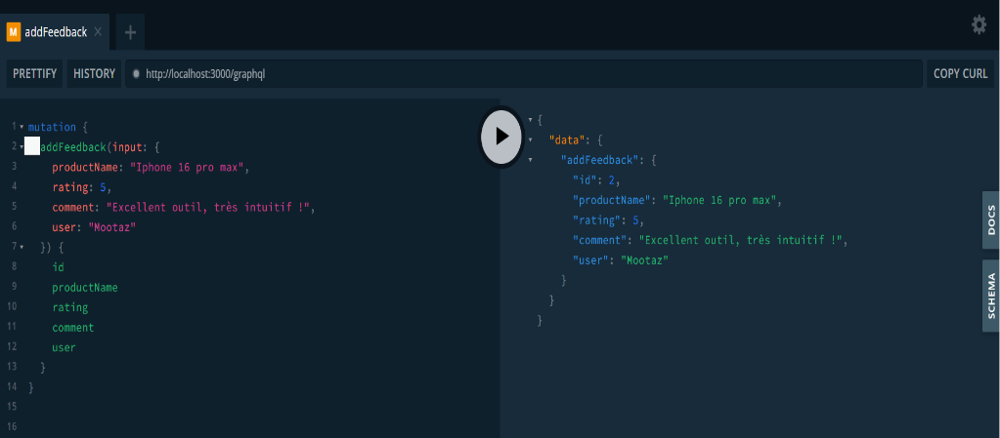 M addFeedback × +
PRETTIFY HISTORY http://localhost:3000/graphql COPY CURL
1 mutation {
2 addFeedback(input: {
3 productName: "Iphone 16 pro max",
4 rating: 5,
5 comment: "Excellent outil, très intuitif !",
6 user: "Mootaz"
7 }) {
8 id
9 productName
10 rating
11 comment
12 user
13 }
14 }
15
16
{
"data": {
"addFeedback": {
"id": 2,
"productName": "Iphone 16 pro max",
"rating": 5,
"comment": "Excellent outil, très intuitif !",
"user": "Mootaz"
}
}
}
DOCS
SCHEMA